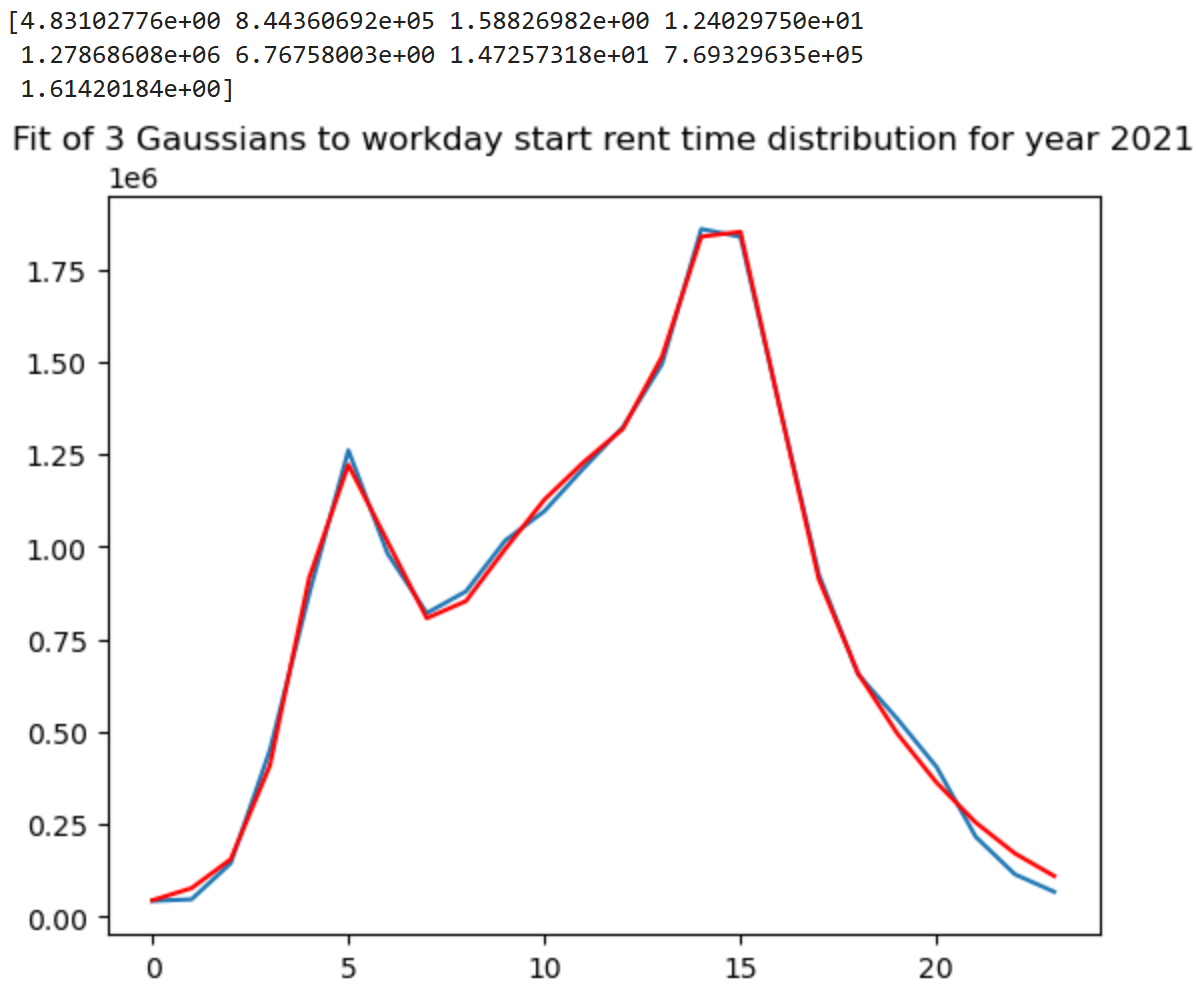 [4.83102776e+00 8.44360692e+05 1.58826982e+00 1.24029750e+01
1.27868608e+06 6.76758003e+00 1.47257318e+01 7.69329635e+05
1.61420184e+00]
Fit of 3 Gaussians to workday start rent time distribution for year 2021
1e6
1.75
1.50
1.25
1.00
0.75
0.50
0.25
0.00
0 5 10 15 20